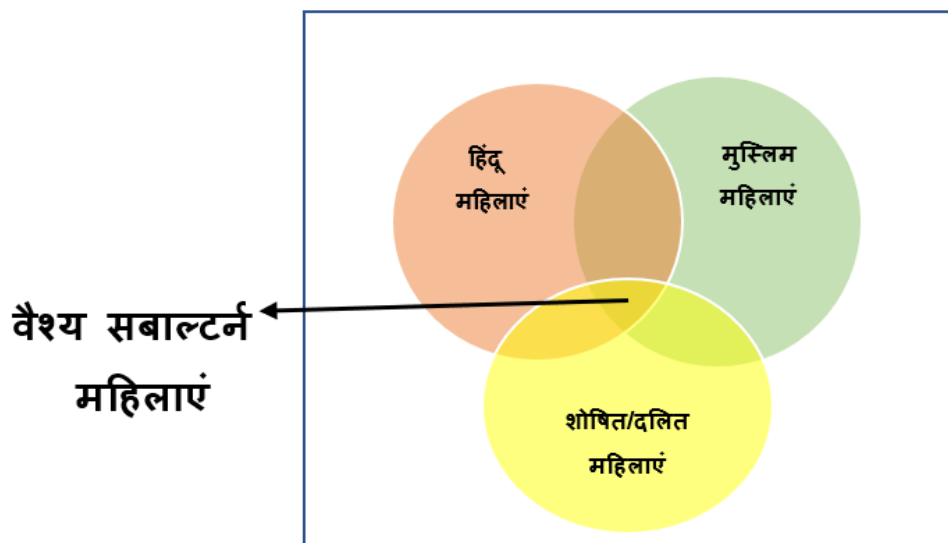 हिंदू
महिलाएं
मुस्लिम
महिलाएं
वैश्य सबाल्टर्न
महिलाएं
शोषित/दलित
महिलाएं